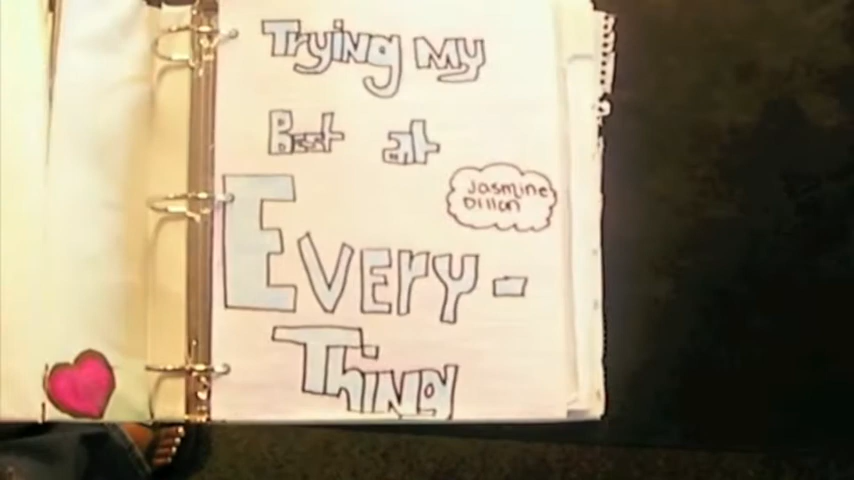 Trying My
Best at
Jasmine
Dillon
Every-
Thing